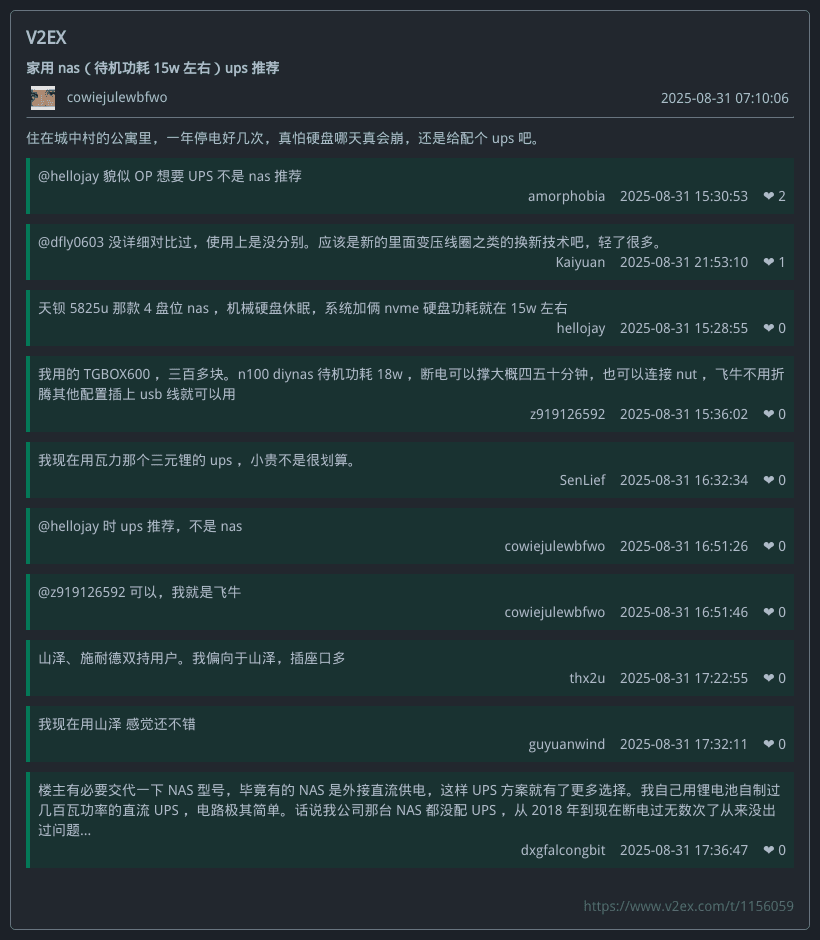 V2EX
家用 nas（待机功耗 15w 左右）ups 推荐
cowiejulewbfwo 2025-08-31 07:10:06
住在城中村的公寓里，一年停电好几次，真怕硬盘哪天真会崩，还是给配个 ups 吧。
@hellojay 貌似 OP 想要 UPS 不是 nas 推荐
amorphobia 2025-08-31 15:30:53 ❤ 2
@dfly0603 没详细对比过，使用上是没分别。应该是新的里面变压线圈之类的换新技术吧，轻了很多。
Kaiyuan 2025-08-31 21:53:10 ❤ 1
天钡 5825u 那款 4 盘位 nas ，机械硬盘休眠，系统加俩 nvme 硬盘功耗就在 15w 左右
hellojay 2025-08-31 15:28:55 ❤ 0
我用的 TGBOX600 ，三百多块。n100 diynas 待机功耗 18w ，断电可以撑大概四五十分钟，也可以连接 nut ，飞牛不用折
腾其他配置插上 usb 线就可以用
z919126592 2025-08-31 15:36:02 ❤ 0
我现在用瓦力那个三元锂的 ups ，小贵不是很划算。
SenLief 2025-08-31 16:32:34 ❤ 0
@hellojay 时 ups 推荐，不是 nas
cowiejulewbfwo 2025-08-31 16:51:26 ❤ 0
@z919126592 可以，我就是飞牛
cowiejulewbfwo 2025-08-31 16:51:46 ❤ 0
山泽、施耐德双持用户。我偏向于山泽，插座口多
thx2u 2025-08-31 17:22:55 ❤ 0
我现在用山泽 感觉还不错
guyuanwind 2025-08-31 17:32:11 ❤ 0
楼主有必要交代一下 NAS 型号，毕竟有的 NAS 是外接直流供电，这样 UPS 方案就有了更多选择。我自己用锂电池自制过
几百瓦功率的直流 UPS ，电路极其简单。话说我公司那台 NAS 都没配 UPS ，从 2018 年到现在断电过无数次了从来没出
过问题...
dxgfalcongbit 2025-08-31 17:36:47 ❤ 0
https://www.v2ex.com/t/1156059